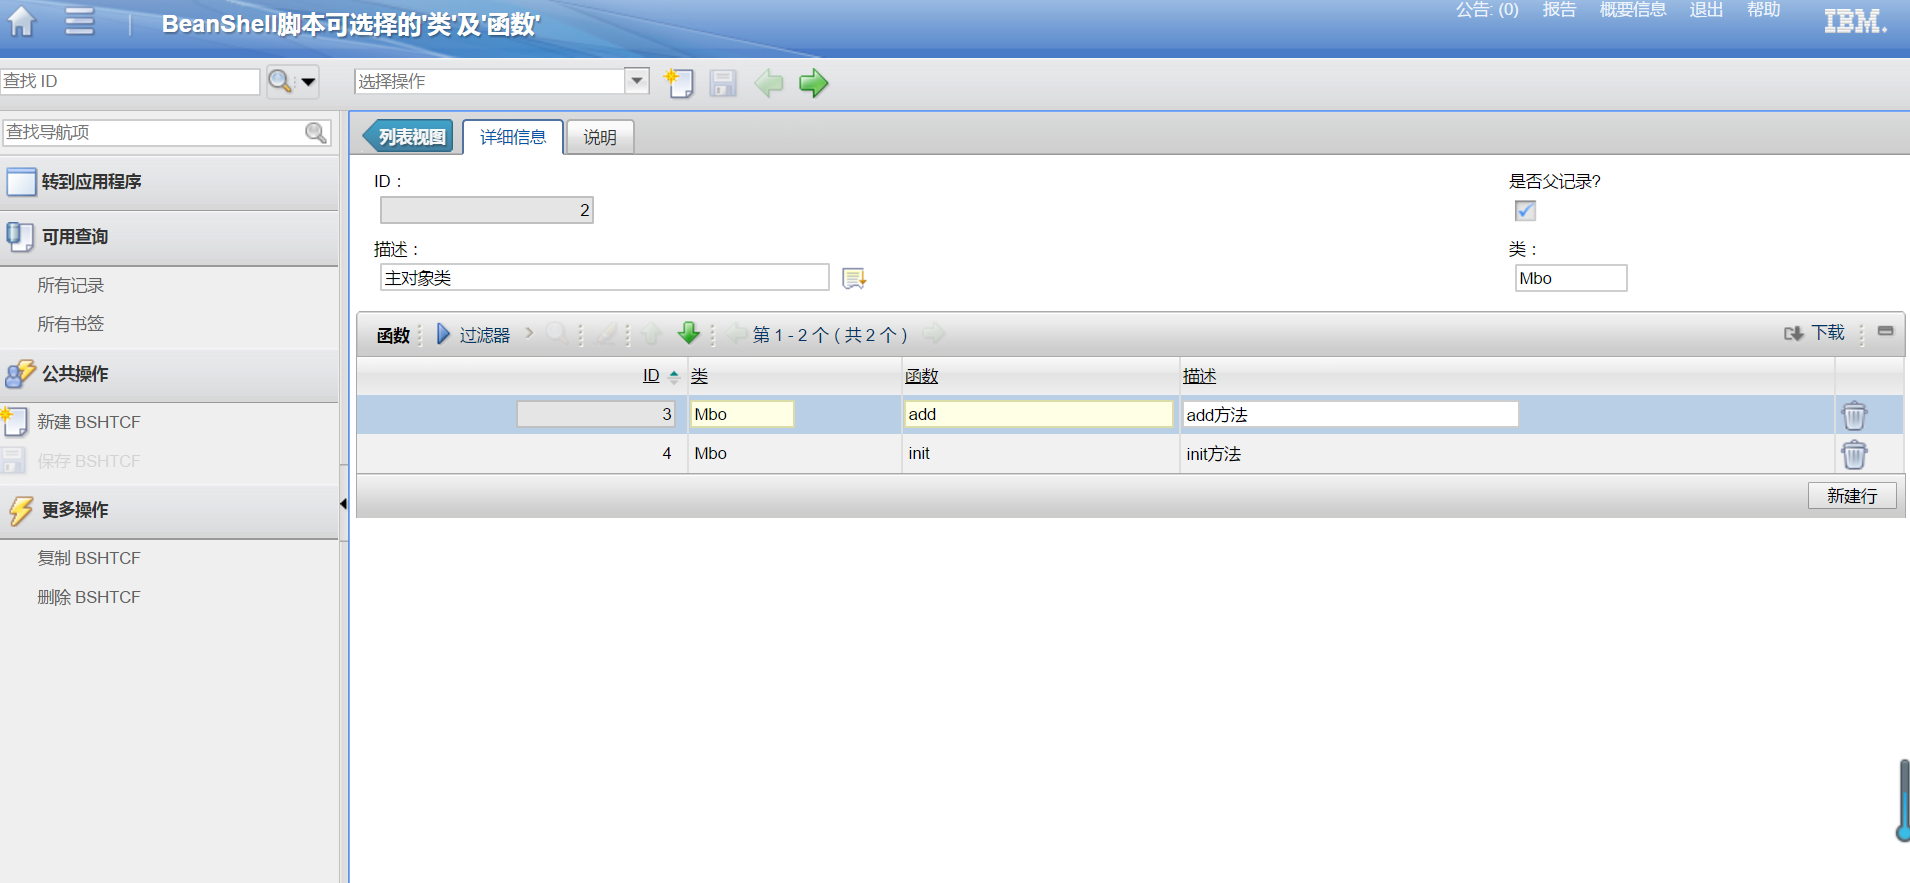 BeanShell脚本可选择的'类'及'函数'
公告: (0) 报告 概要信息 退出 帮助
IBM.
查找 ID
选择操作
查找导航项
转到应用程序
可用查询
所有记录
所有书签
公共操作
新建 BSHTCF
保存 BSHTCF
更多操作
复制 BSHTCF
删除 BSHTCF
列表视图 详细信息 说明
ID：
2
是否父记录?
描述：
主对象类
类：
Mbo
函数 过滤器 第 1 - 2 个 ( 共 2 个 ) 下载
ID 类 函数 描述
3 Mbo add add方法
4 Mbo init init方法
新建行